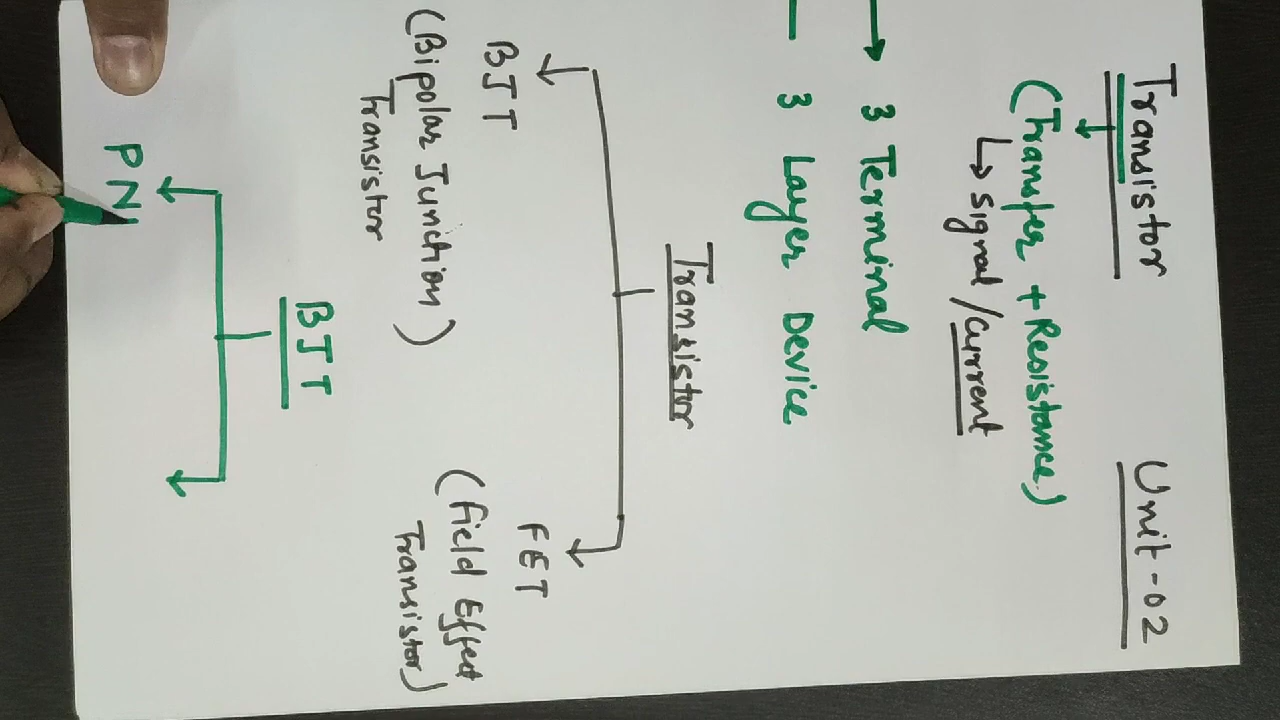 Transistor Unit-02
(Transfer + Resistance)
↳ Signal / Current
→ 3 Terminal
— 3 Layer Device
Transistor
BJT FET
(Bipolar Junction) (Field Effect
Transistor Transistor)
BJT
PN